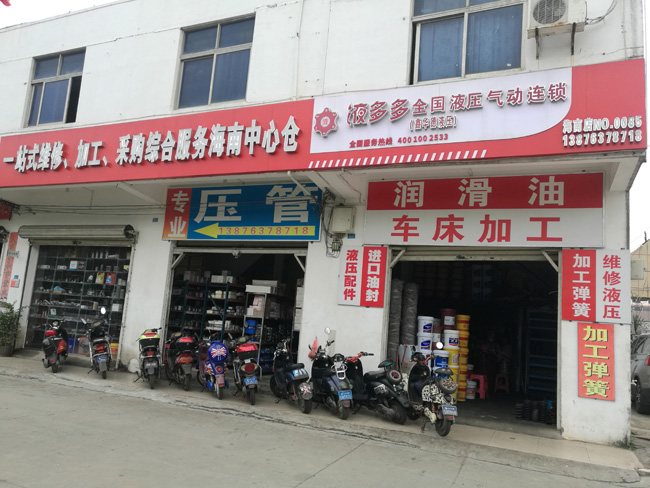 一站式维修、加工、采购综合服务海南中心仓
液多多全国液压气动连锁
全国服务热线 4001002533
海南店NO.0085
13876378718
专业
压管
13876378718
润滑油
车床加工
液压配件
进口油封
加工弹簧
维修液压
加工弹簧